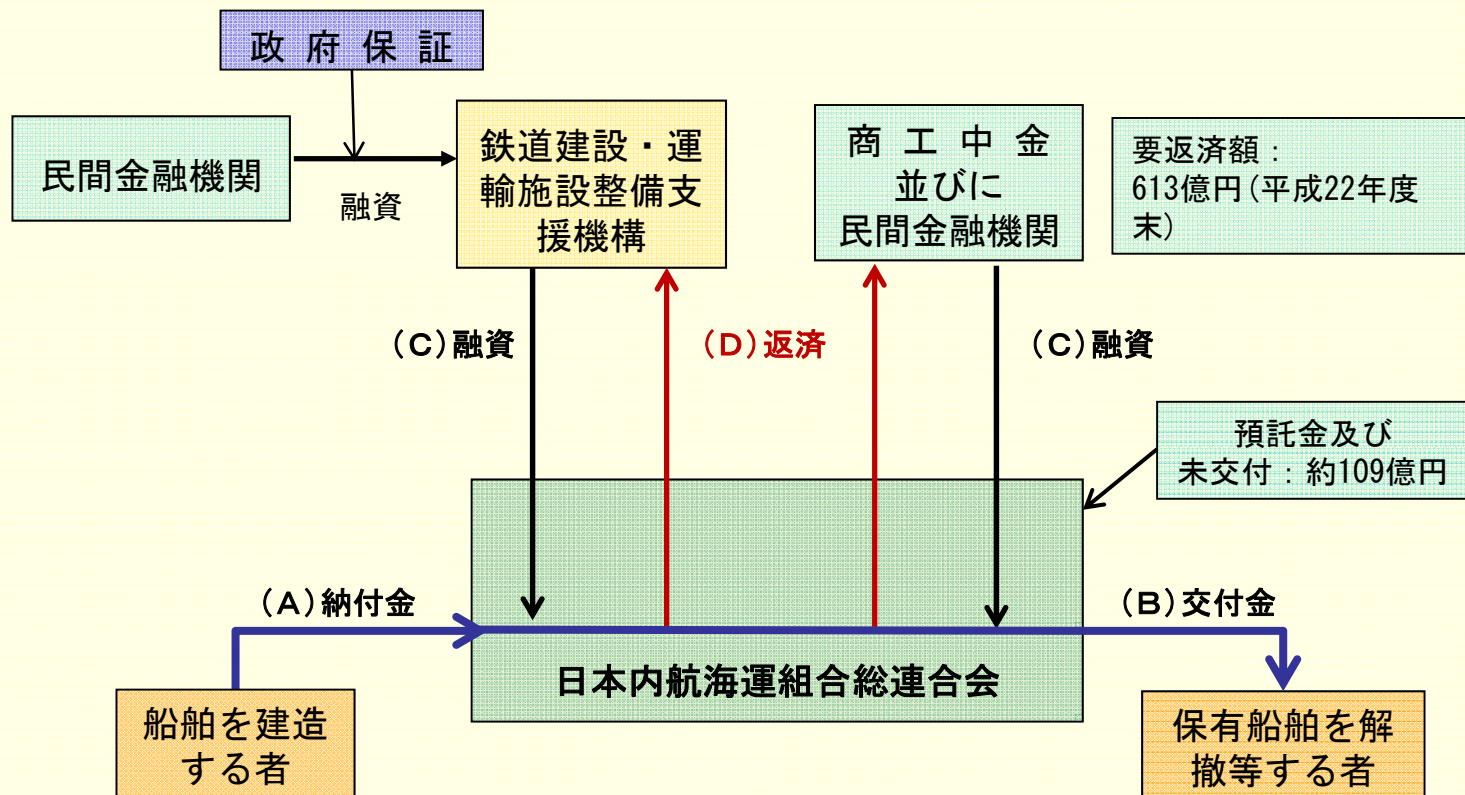 政府保証
民間金融機関
融資
鉄道建設・運
輸施設整備支
援機構
商工中金
並びに
民間金融機関
要返済額：
613億円(平成22年度
末)
(C)融資
(D)返済
(C)融資
預託金及び
未交付：約109億円
(A)納付金
(B)交付金
日本内航海運組合総連合会
船舶を建造
する者
保有船舶を解
撤等する者